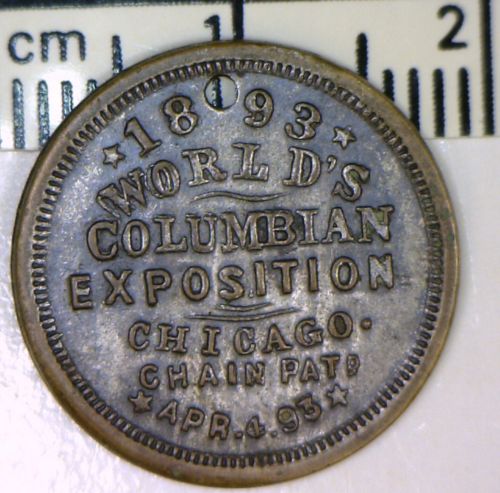 cm 1 2
1893
WORLD'S
COLUMBIAN
EXPOSITION
CHICAGO.
CHAIN PATD
APR.4.93